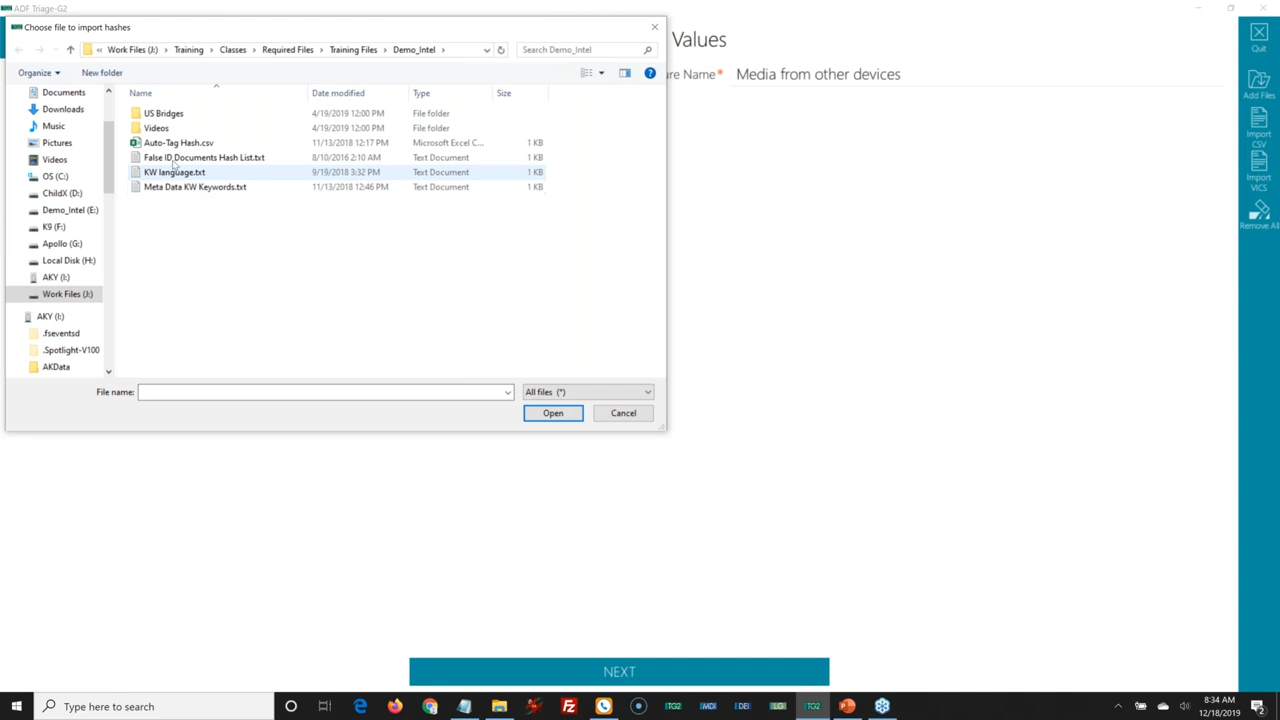 ADF Triage-G2
Choose file to import hashes
« Work Files (J:) › Training › Classes › Required Files › Training Files › Demo_Intel ›
Search Demo_Intel
Organize
New folder
Values
ure Name* Media from other devices
Quit
Add Files
Import CSV
Import VICS
Remove All
Documents
Downloads
Music
Pictures
Videos
OS (C:)
ChildX (D:)
Demo_Intel (E:)
K9 (F:)
Apollo (G:)
Local Disk (H:)
AKY (I:)
Work Files (J:)
AKY (I:)
.fseventsd
.Spotlight-V100
AKData
Name Date modified Type Size
US Bridges 4/19/2019 12:00 PM File folder
Videos 4/19/2019 12:00 PM File folder
Auto-Tag Hash.csv 11/13/2018 12:17 PM Microsoft Excel C... 1 KB
False ID Documents Hash List.txt 8/10/2016 2:10 AM Text Document 1 KB
KW language.txt 9/19/2018 3:32 PM Text Document 1 KB
Meta Data KW Keywords.txt 11/13/2018 12:46 PM Text Document 1 KB
File name:
All files (*)
Open
Cancel
NEXT
Type here to search
TG2
MDI
DEI
LG
TG2
8:34 AM
12/18/2019
2